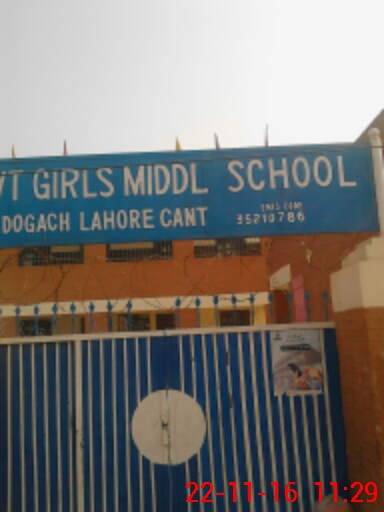 VT GIRLS MIDDL SCHOOL
DOGACH LAHORE CANT
35210786
22-11-16 11:29